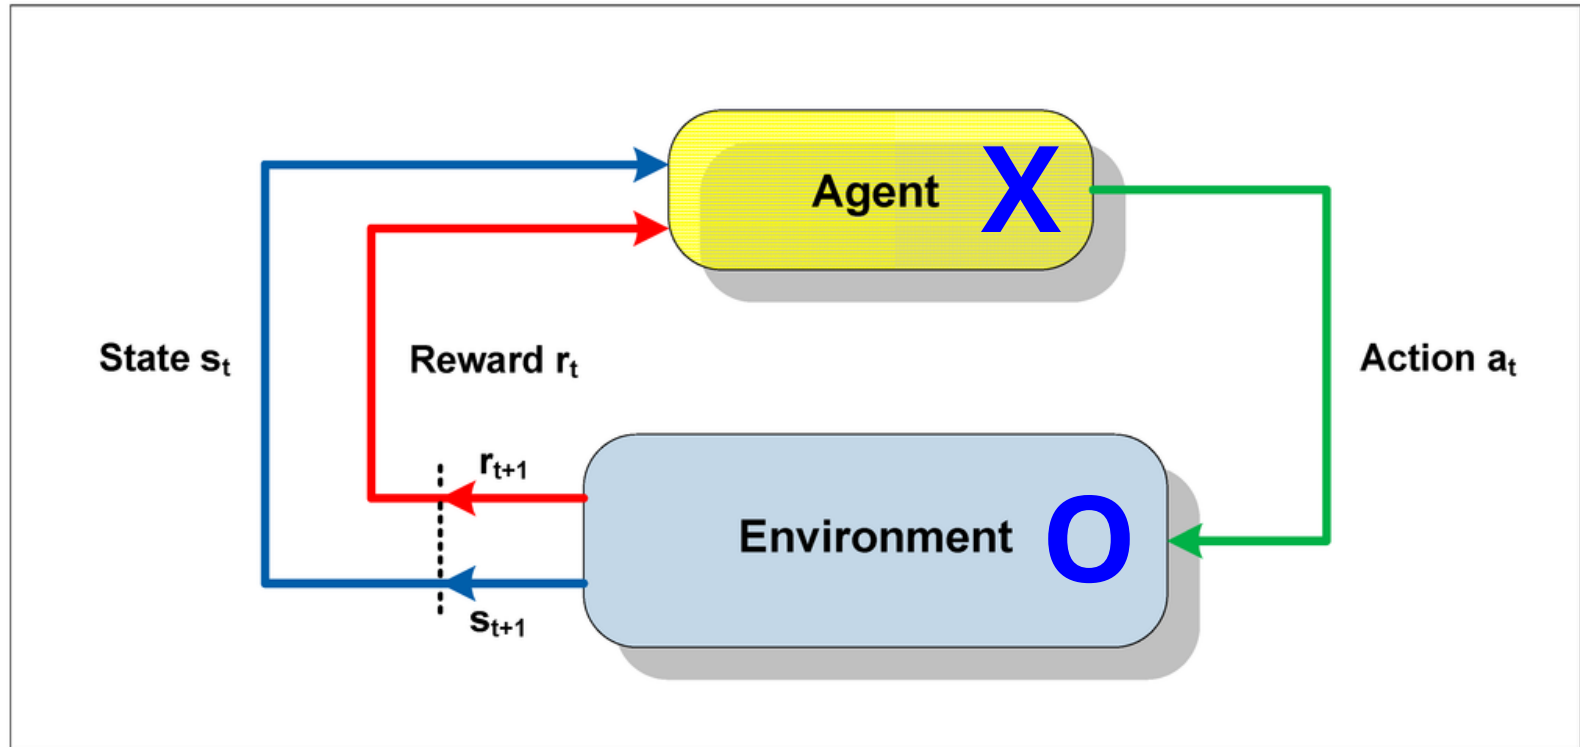 Agent X
State sₜ
Reward rₜ
Action aₜ
rₜ₊₁
Environment O
sₜ₊₁